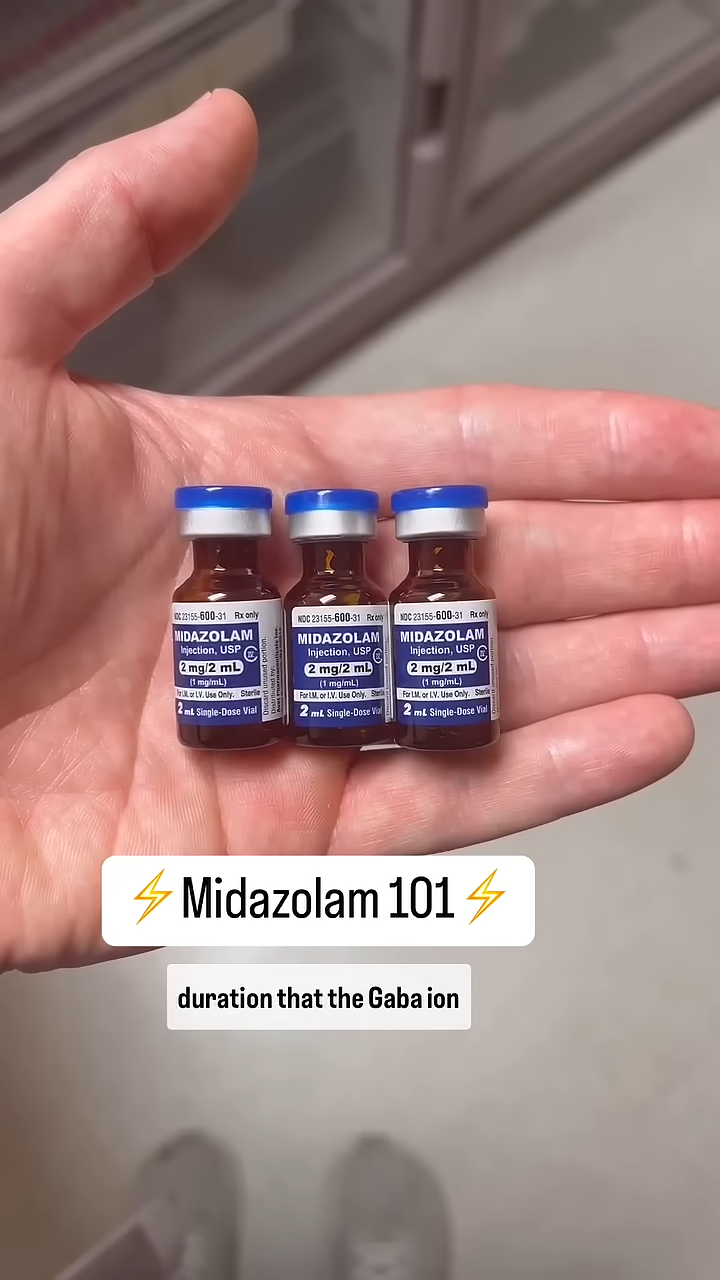 NDC 23155-600-31 Rx only
MIDAZOLAM
Injection, USP
2 mg/2 mL
(1 mg/mL)
For I.M. or I.V. Use Only. Sterile
2 mL Single-Dose Vial
Discard unused portion.
NDC 23155-600-31 Rx only
MIDAZOLAM
Injection, USP
2 mg/2 mL
(1 mg/mL)
For I.M. or I.V. Use Only. Sterile
2 mL Single-Dose Vial
NDC 23155-600-31 Rx only
MIDAZOLAM
Injection, USP
2 mg/2 mL
(1 mg/mL)
For I.M. or I.V. Use Only. Sterile
2 mL Single-Dose Vial
⚡Midazolam 101⚡
duration that the Gaba ion